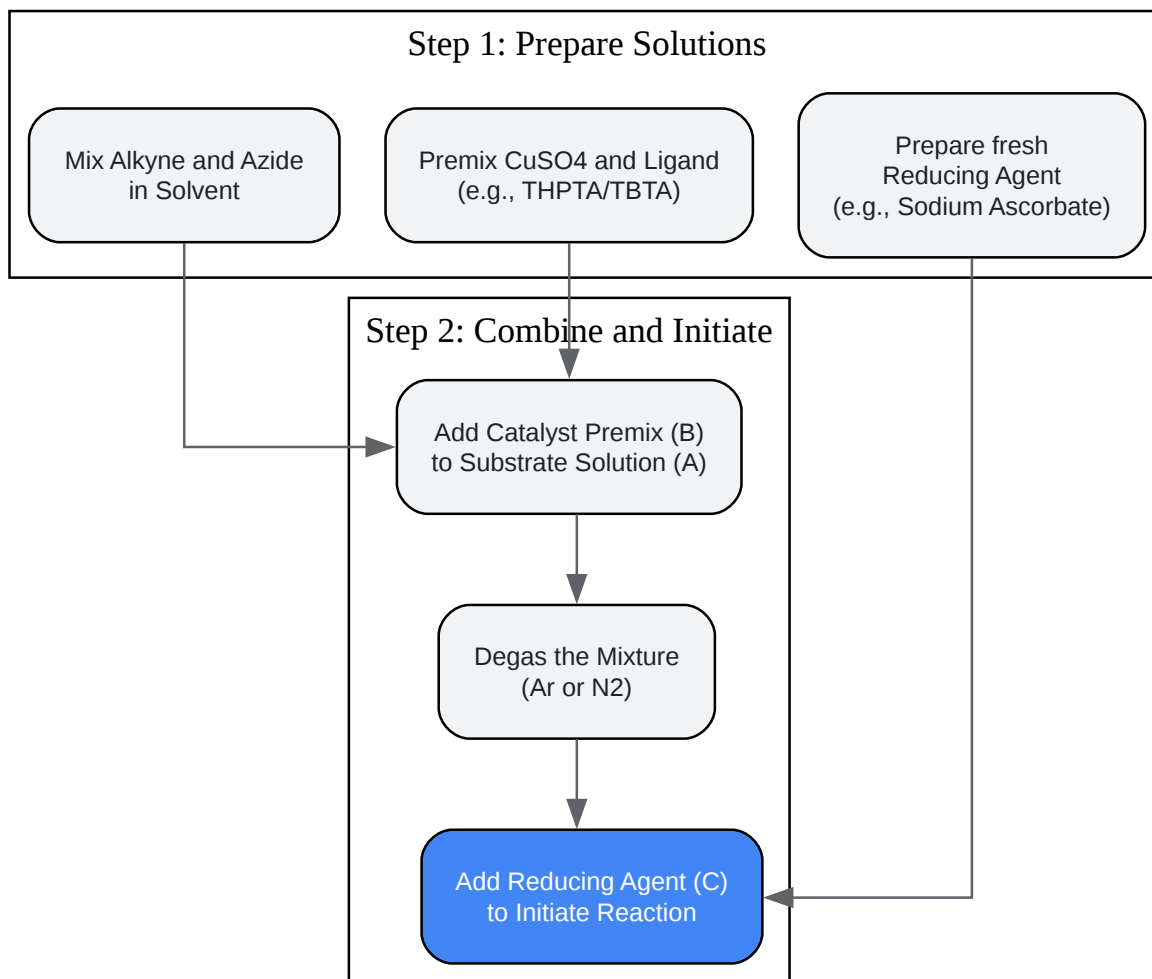 Step 1: Prepare Solutions
Mix Alkyne and Azide
in Solvent
Premix CuSO4 and Ligand
(e.g., THPTA/TBTA)
Prepare fresh
Reducing Agent
(e.g., Sodium Ascorbate)
Step 2: Combine and Initiate
Add Catalyst Premix (B)
to Substrate Solution (A)
Degas the Mixture
(Ar or N2)
Add Reducing Agent (C)
to Initiate Reaction